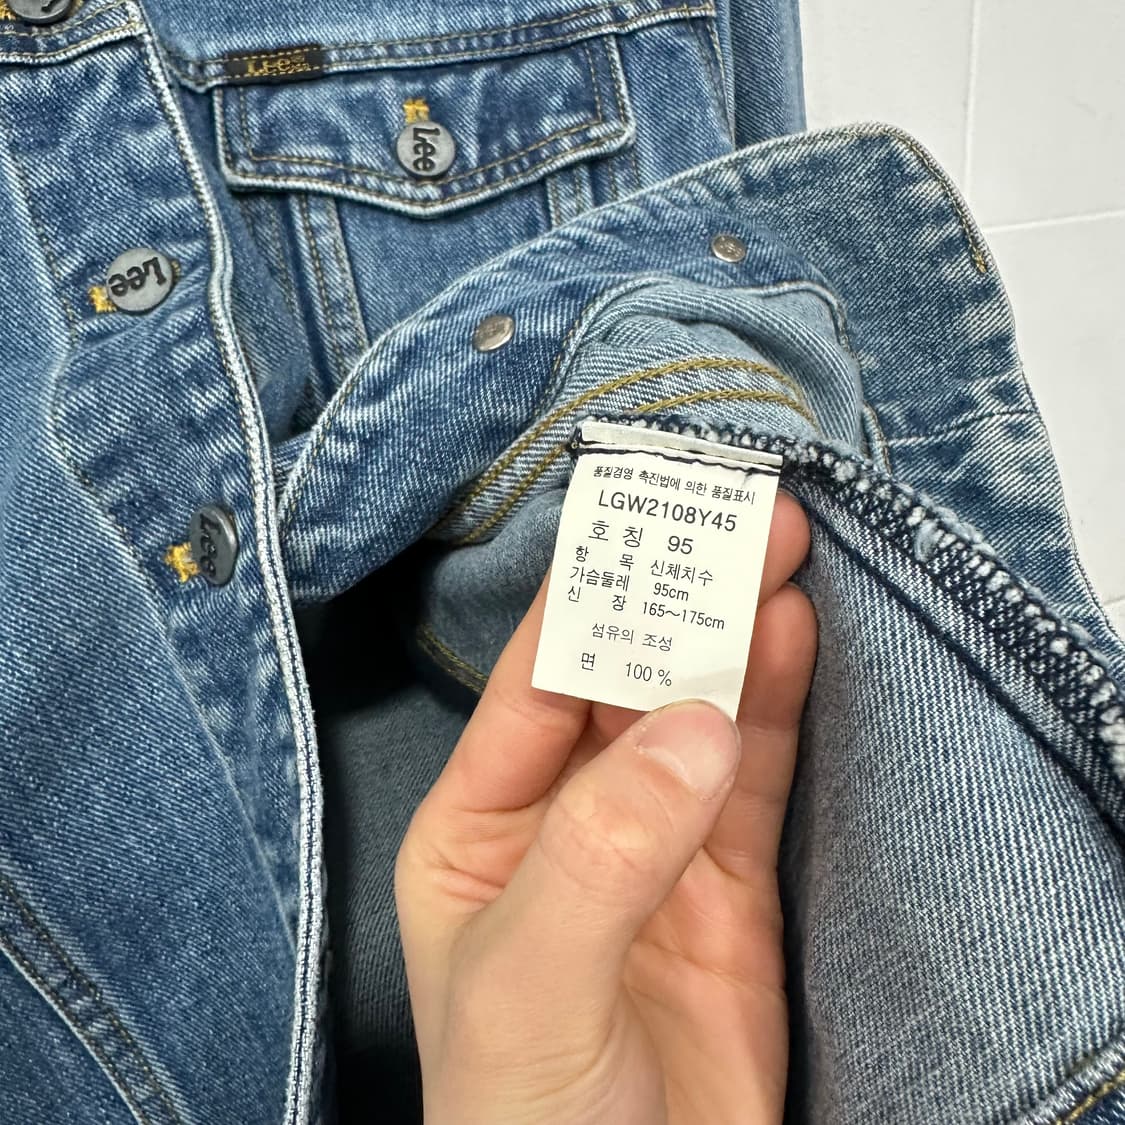 Lee
Lee
Lee
Lee
품질경영 촉진법에 의한 품질표시
LGW2108Y45
호 칭 95
항 목 신체치수
가슴둘레 95cm
신 장 165～175cm
섬유의 조성
면 100 %